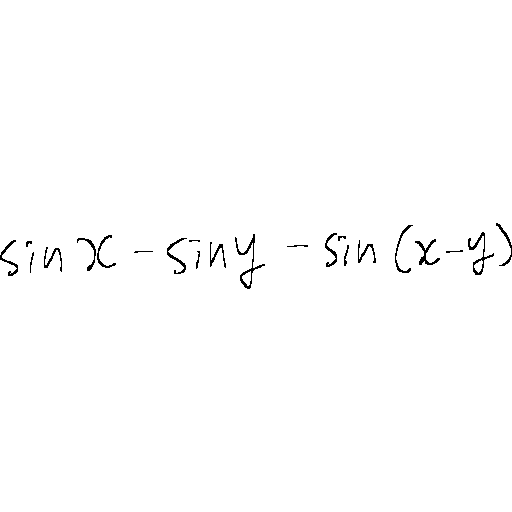 sin x - sin y - sin (x-y)